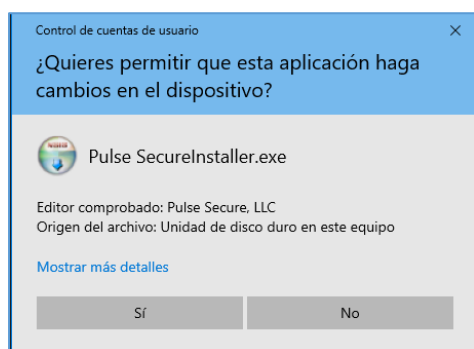 Control de cuentas de usuario
¿Quieres permitir que esta aplicación haga
cambios en el dispositivo?
Pulse SecureInstaller.exe
Editor comprobado: Pulse Secure, LLC
Origen del archivo: Unidad de disco duro en este equipo
Mostrar más detalles
Sí
No